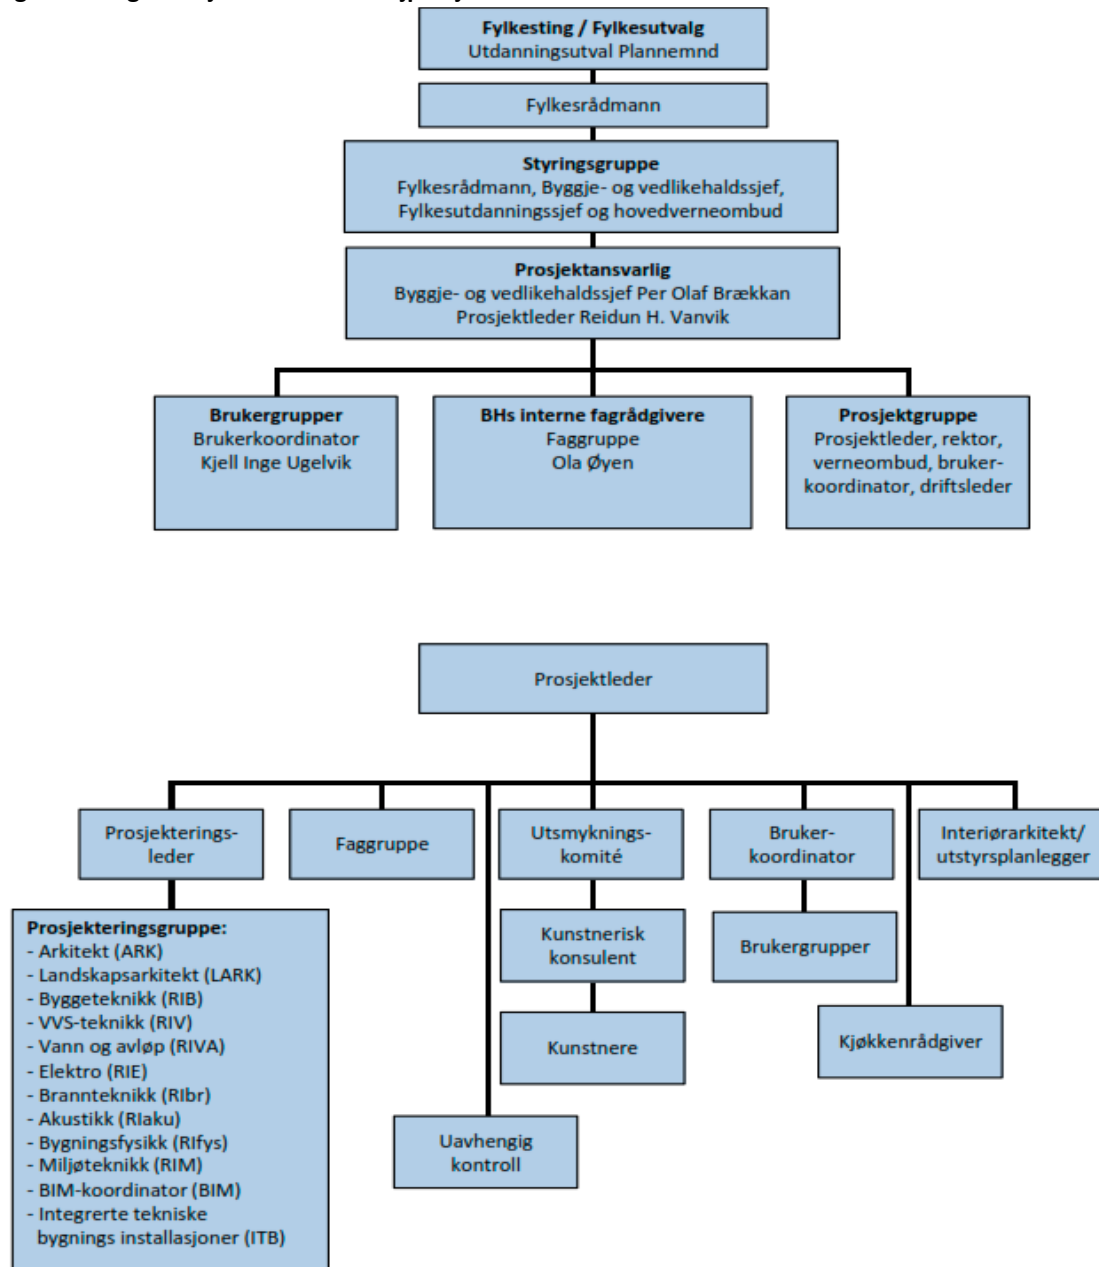 Fylkesting / Fylkesutvalg
Utdanningsutval Plannemnd
Fylkesrådmann
Styringsgruppe
Fylkesrådmann, Byggje- og vedlikehaldssjef,
Fylkesutdanningssjef og hovedverneombud
Prosjektansvarlig
Byggje- og vedlikehaldssjef Per Olaf Brækkan
Prosjektleder Reidun H. Vanvik
Brukergrupper
Brukerkoordinator
Kjell Inge Ugelvik
BHs interne fagrådgivere
Faggruppe
Ola Øyen
Prosjektgruppe
Prosjektleder, rektor,
verneombud, bruker-
koordinator, driftsleder
Prosjektleder
Prosjekterings-
leder
Faggruppe
Utsmyknings-
komité
Bruker-
koordinator
Interiørarkitekt/
utstyrsplanlegger
Prosjekteringsgruppe:
- Arkitekt (ARK)
- Landskapsarkitekt (LARK)
- Byggeteknikk (RIB)
- VVS-teknikk (RIV)
- Vann og avløp (RIVA)
- Elektro (RIE)
- Brannteknikk (RIbr)
- Akustikk (RIaku)
- Bygningsfysikk (RIfys)
- Miljøteknikk (RIM)
- BIM-koordinator (BIM)
- Integrerte tekniske
bygnings installasjoner (ITB)
Kunstnerisk
konsulent
Brukergrupper
Kunstnere
Kjøkkenrådgiver
Uavhengig
kontroll